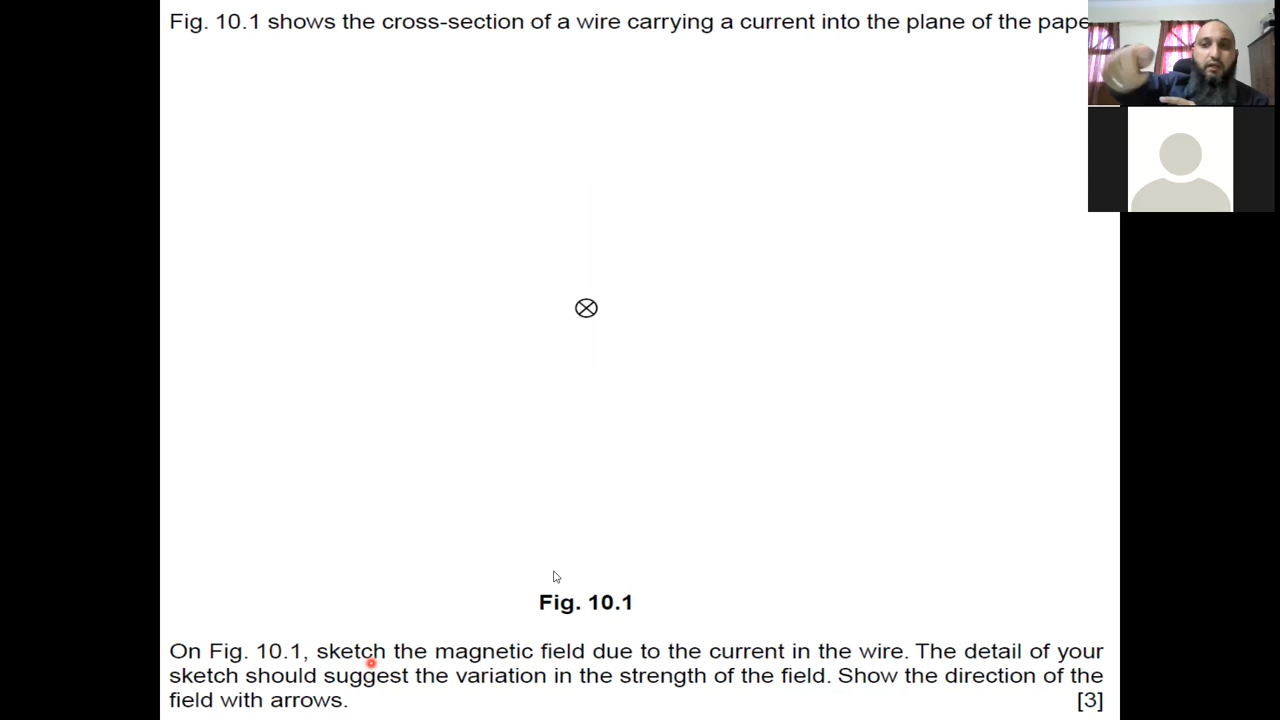 Fig. 10.1 shows the cross-section of a wire carrying a current into the plane of the pape
Fig. 10.1
On Fig. 10.1, sketch the magnetic field due to the current in the wire. The detail of your
sketch should suggest the variation in the strength of the field. Show the direction of the
field with arrows. [3]